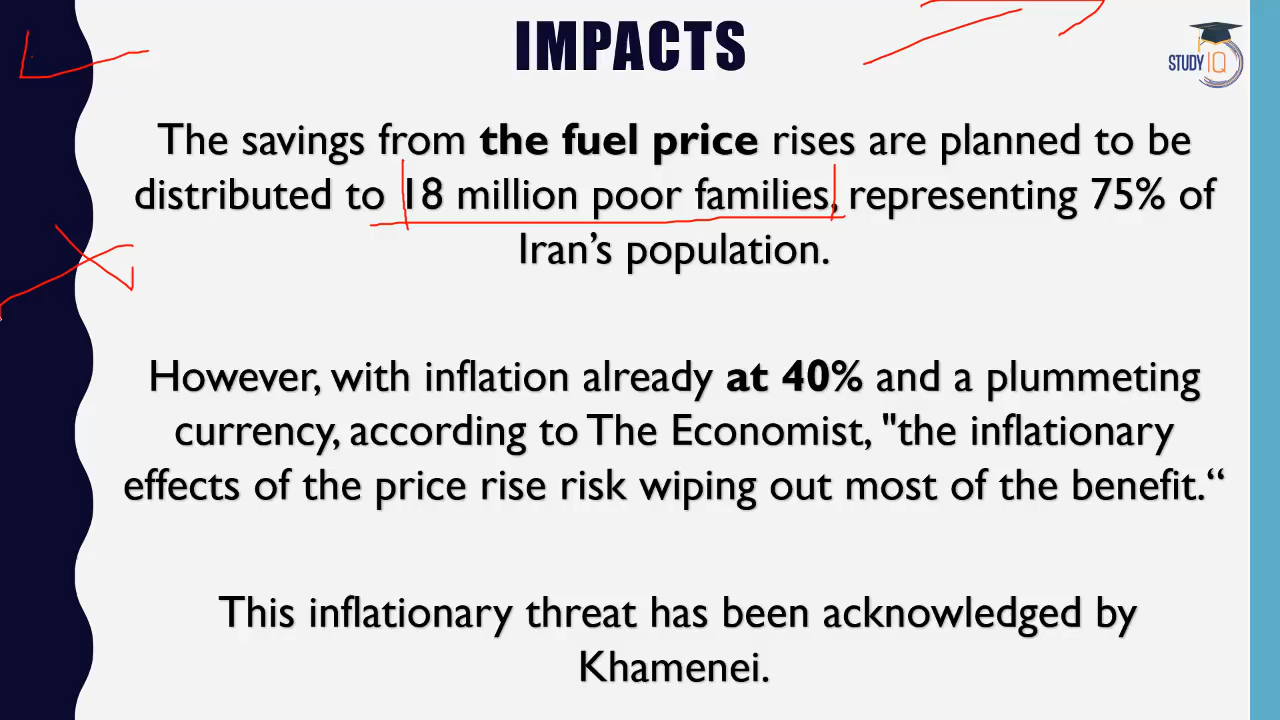 IMPACTS
STUDY IQ
The savings from the fuel price rises are planned to be
distributed to 18 million poor families, representing 75% of
Iran’s population.
However, with inflation already at 40% and a plummeting
currency, according to The Economist, "the inflationary
effects of the price rise risk wiping out most of the benefit.“
This inflationary threat has been acknowledged by
Khamenei.